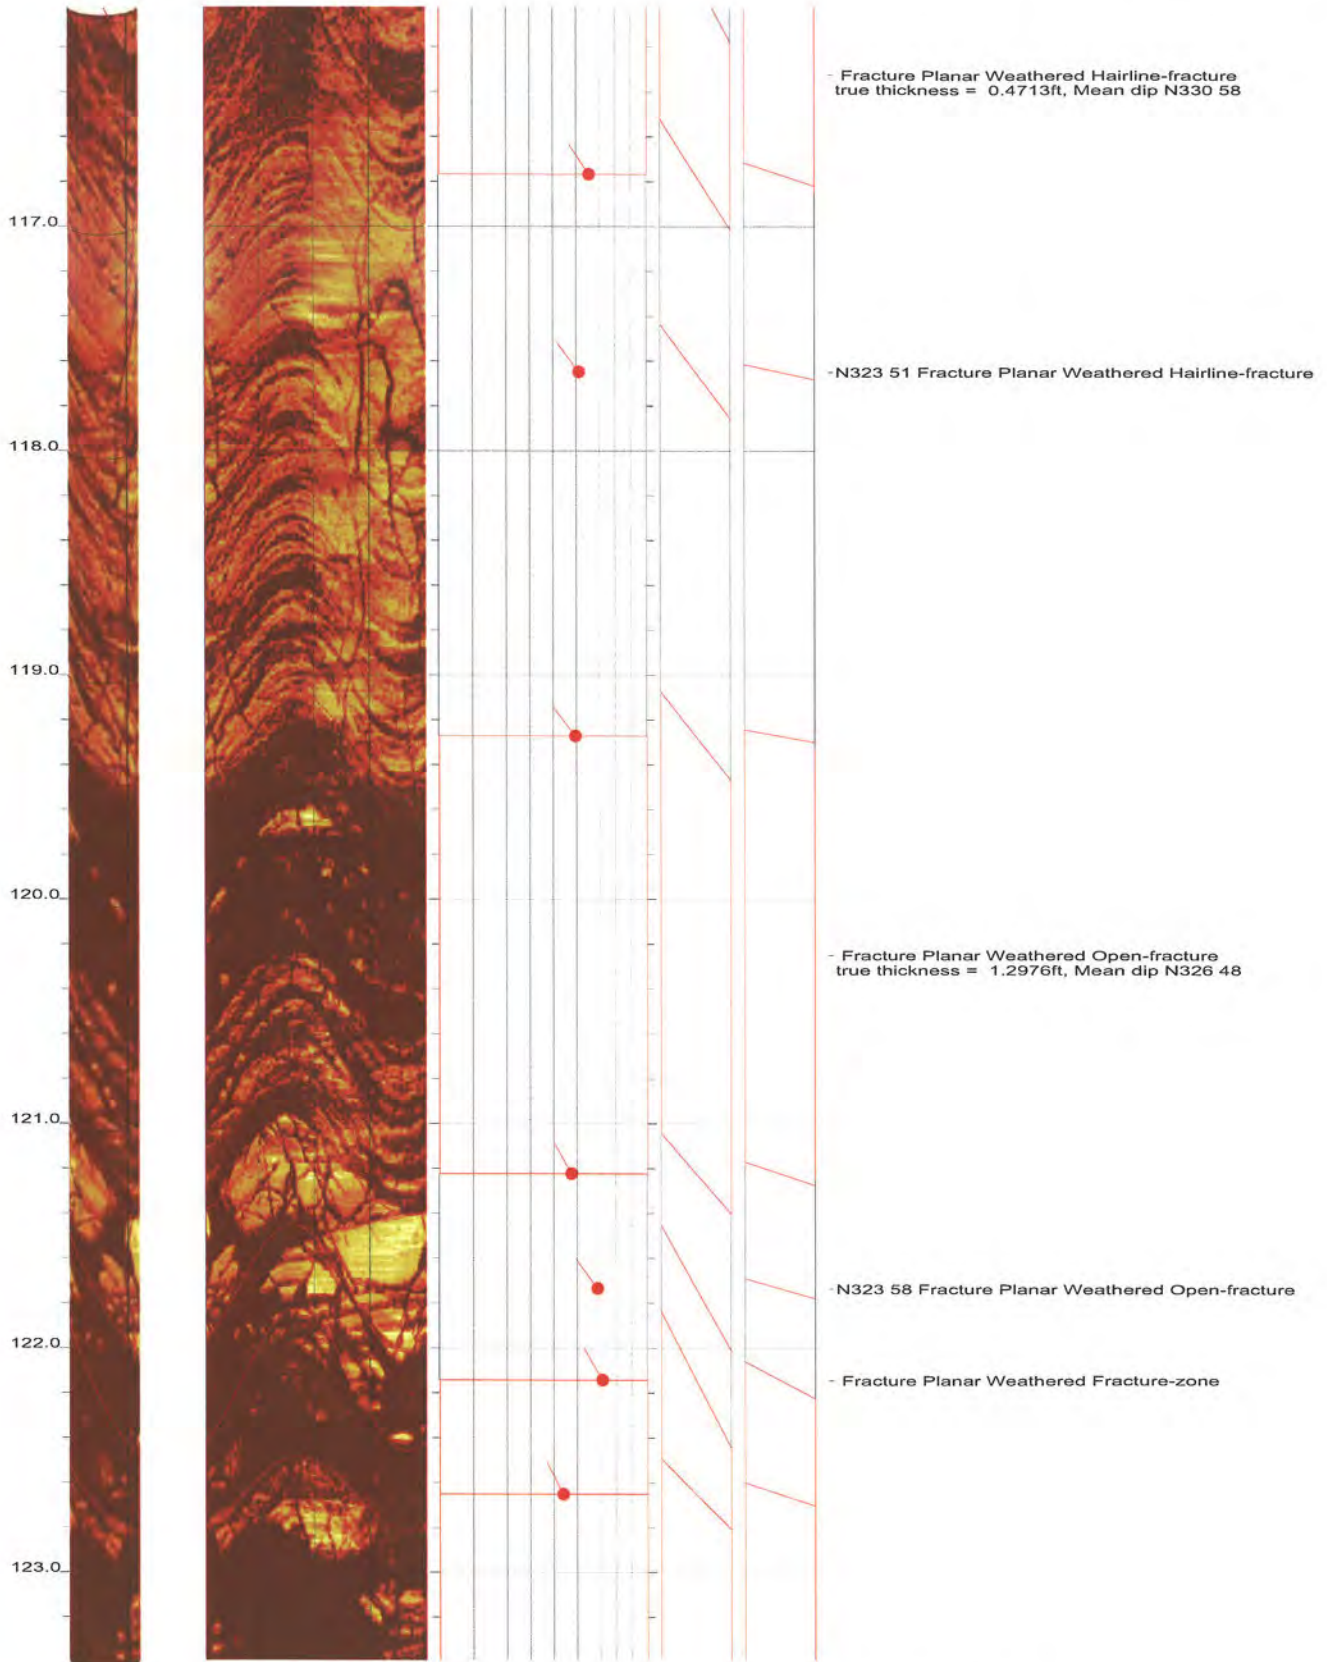 - Fracture Planar Weathered Hairline-fracture
true thickness = 0.4713ft, Mean dip N330 58
117.0
-N323 51 Fracture Planar Weathered Hairline-fracture
118.0
119.0
120.0
- Fracture Planar Weathered Open-fracture
true thickness = 1.2976ft, Mean dip N326 48
121.0
-N323 58 Fracture Planar Weathered Open-fracture
122.0
- Fracture Planar Weathered Fracture-zone
123.0